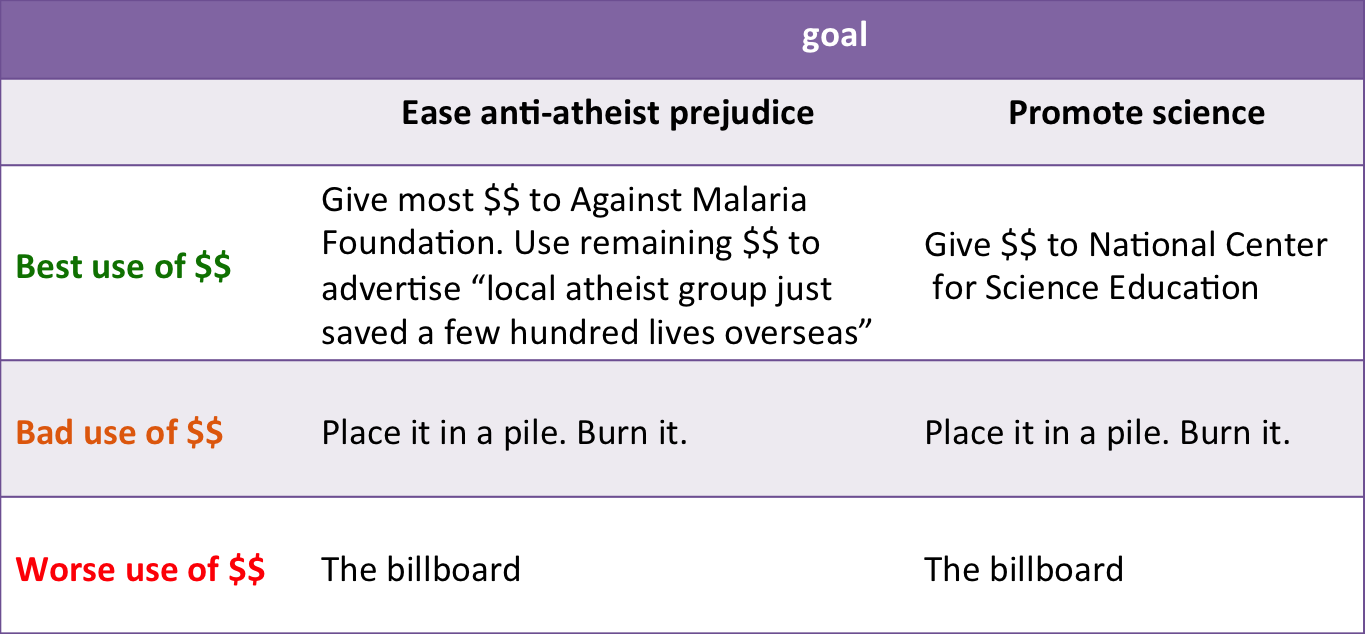 goal
Ease anti-atheist prejudice Promote science
Give most $$ to Against Malaria
Foundation. Use remaining $$ to
advertise “local atheist group just
saved a few hundred lives overseas”
Best use of $$
Give $$ to National Center
for Science Education
Bad use of $$ Place it in a pile. Burn it. Place it in a pile. Burn it.
Worse use of $$ The billboard The billboard